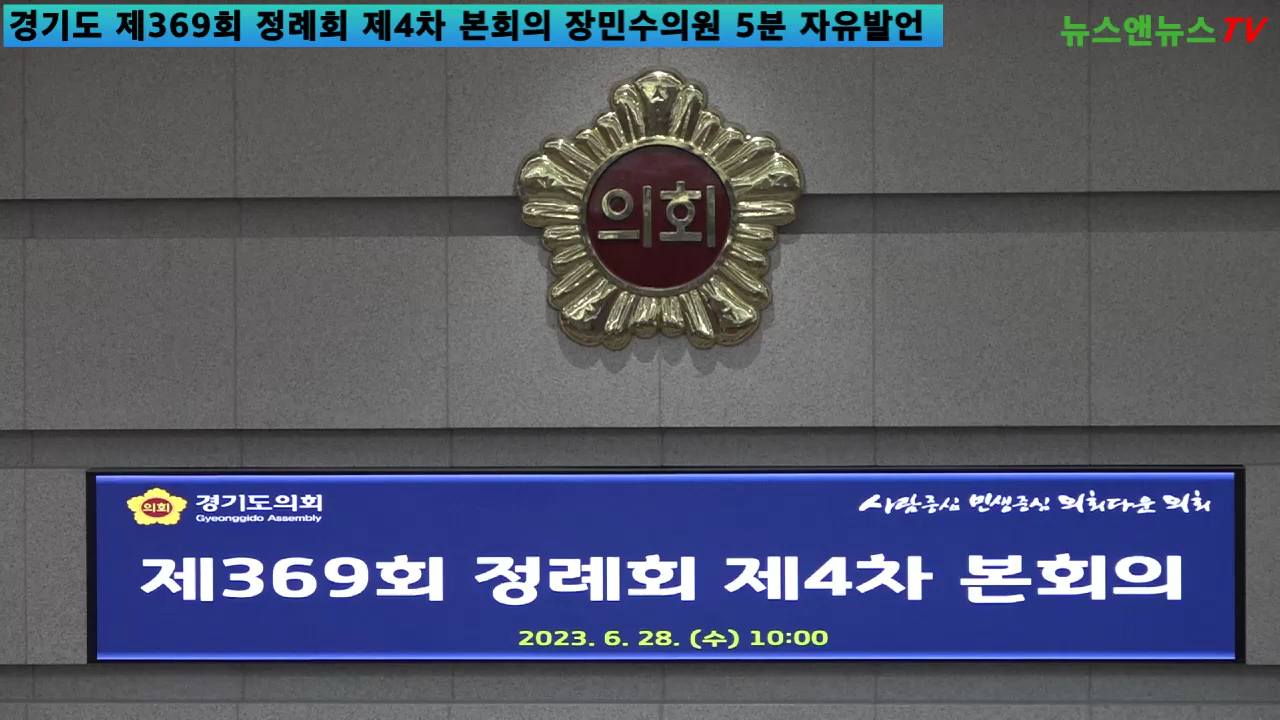 경기도 제369회 정례회 제4차 본회의 장민수의원 5분 자유발언
뉴스앤뉴스TV
의회
의회 경기도의회
Gyeonggido Assembly
사람중심 민생중심 의회다운 의회
제369회 정례회 제4차 본회의
2023. 6. 28. (수) 10:00